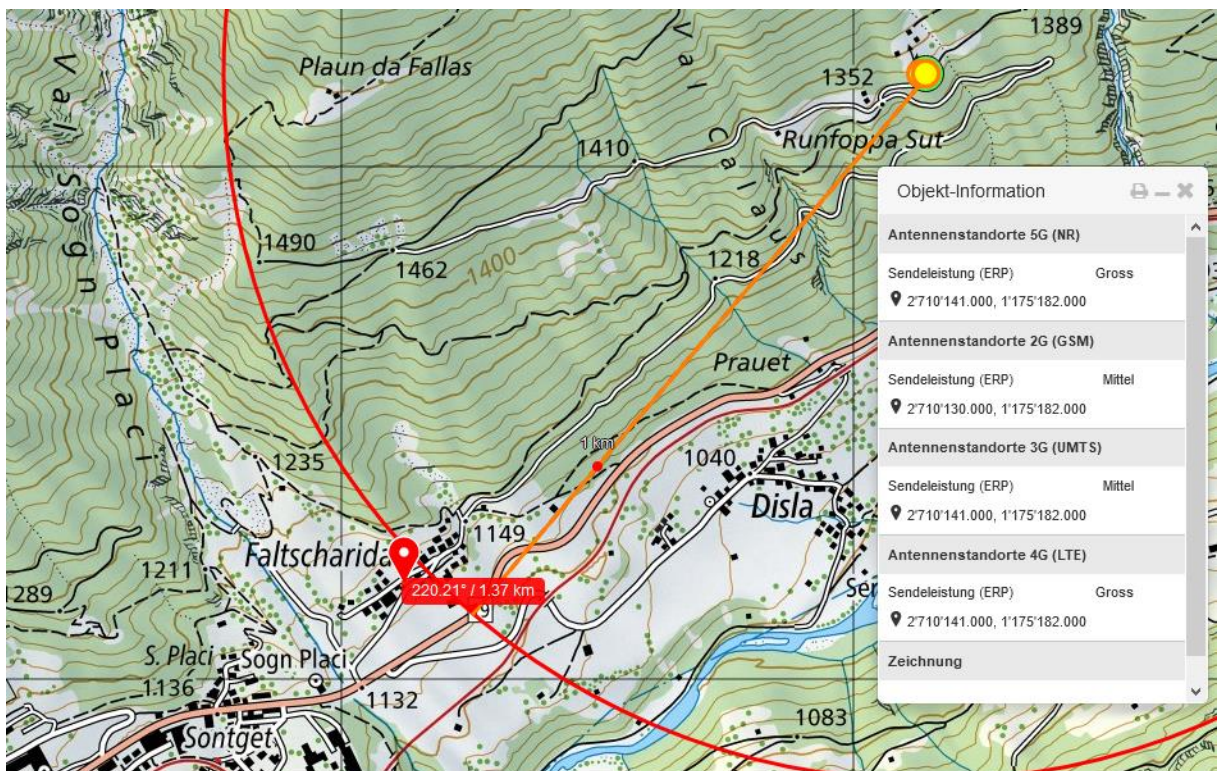 1389
Val Sogn Placi
Plaun da Fallas
Val Calaus
1352
1410
Runfoppa Sut
1490
1462
1400
1218
Prauet
1 km
1235
1040
Disla
1149
Faltscharida
1211
220.21° / 1.37 km
1289
9
S. Placi
Sogn Placi
1136
1132
Sontget
1083
Objekt-Information
Antennenstandorte 5G (NR)
Sendeleistung (ERP) Gross
2'710'141.000, 1'175'182.000
Antennenstandorte 2G (GSM)
Sendeleistung (ERP) Mittel
2'710'130.000, 1'175'182.000
Antennenstandorte 3G (UMTS)
Sendeleistung (ERP) Mittel
2'710'141.000, 1'175'182.000
Antennenstandorte 4G (LTE)
Sendeleistung (ERP) Gross
2'710'141.000, 1'175'182.000
Zeichnung